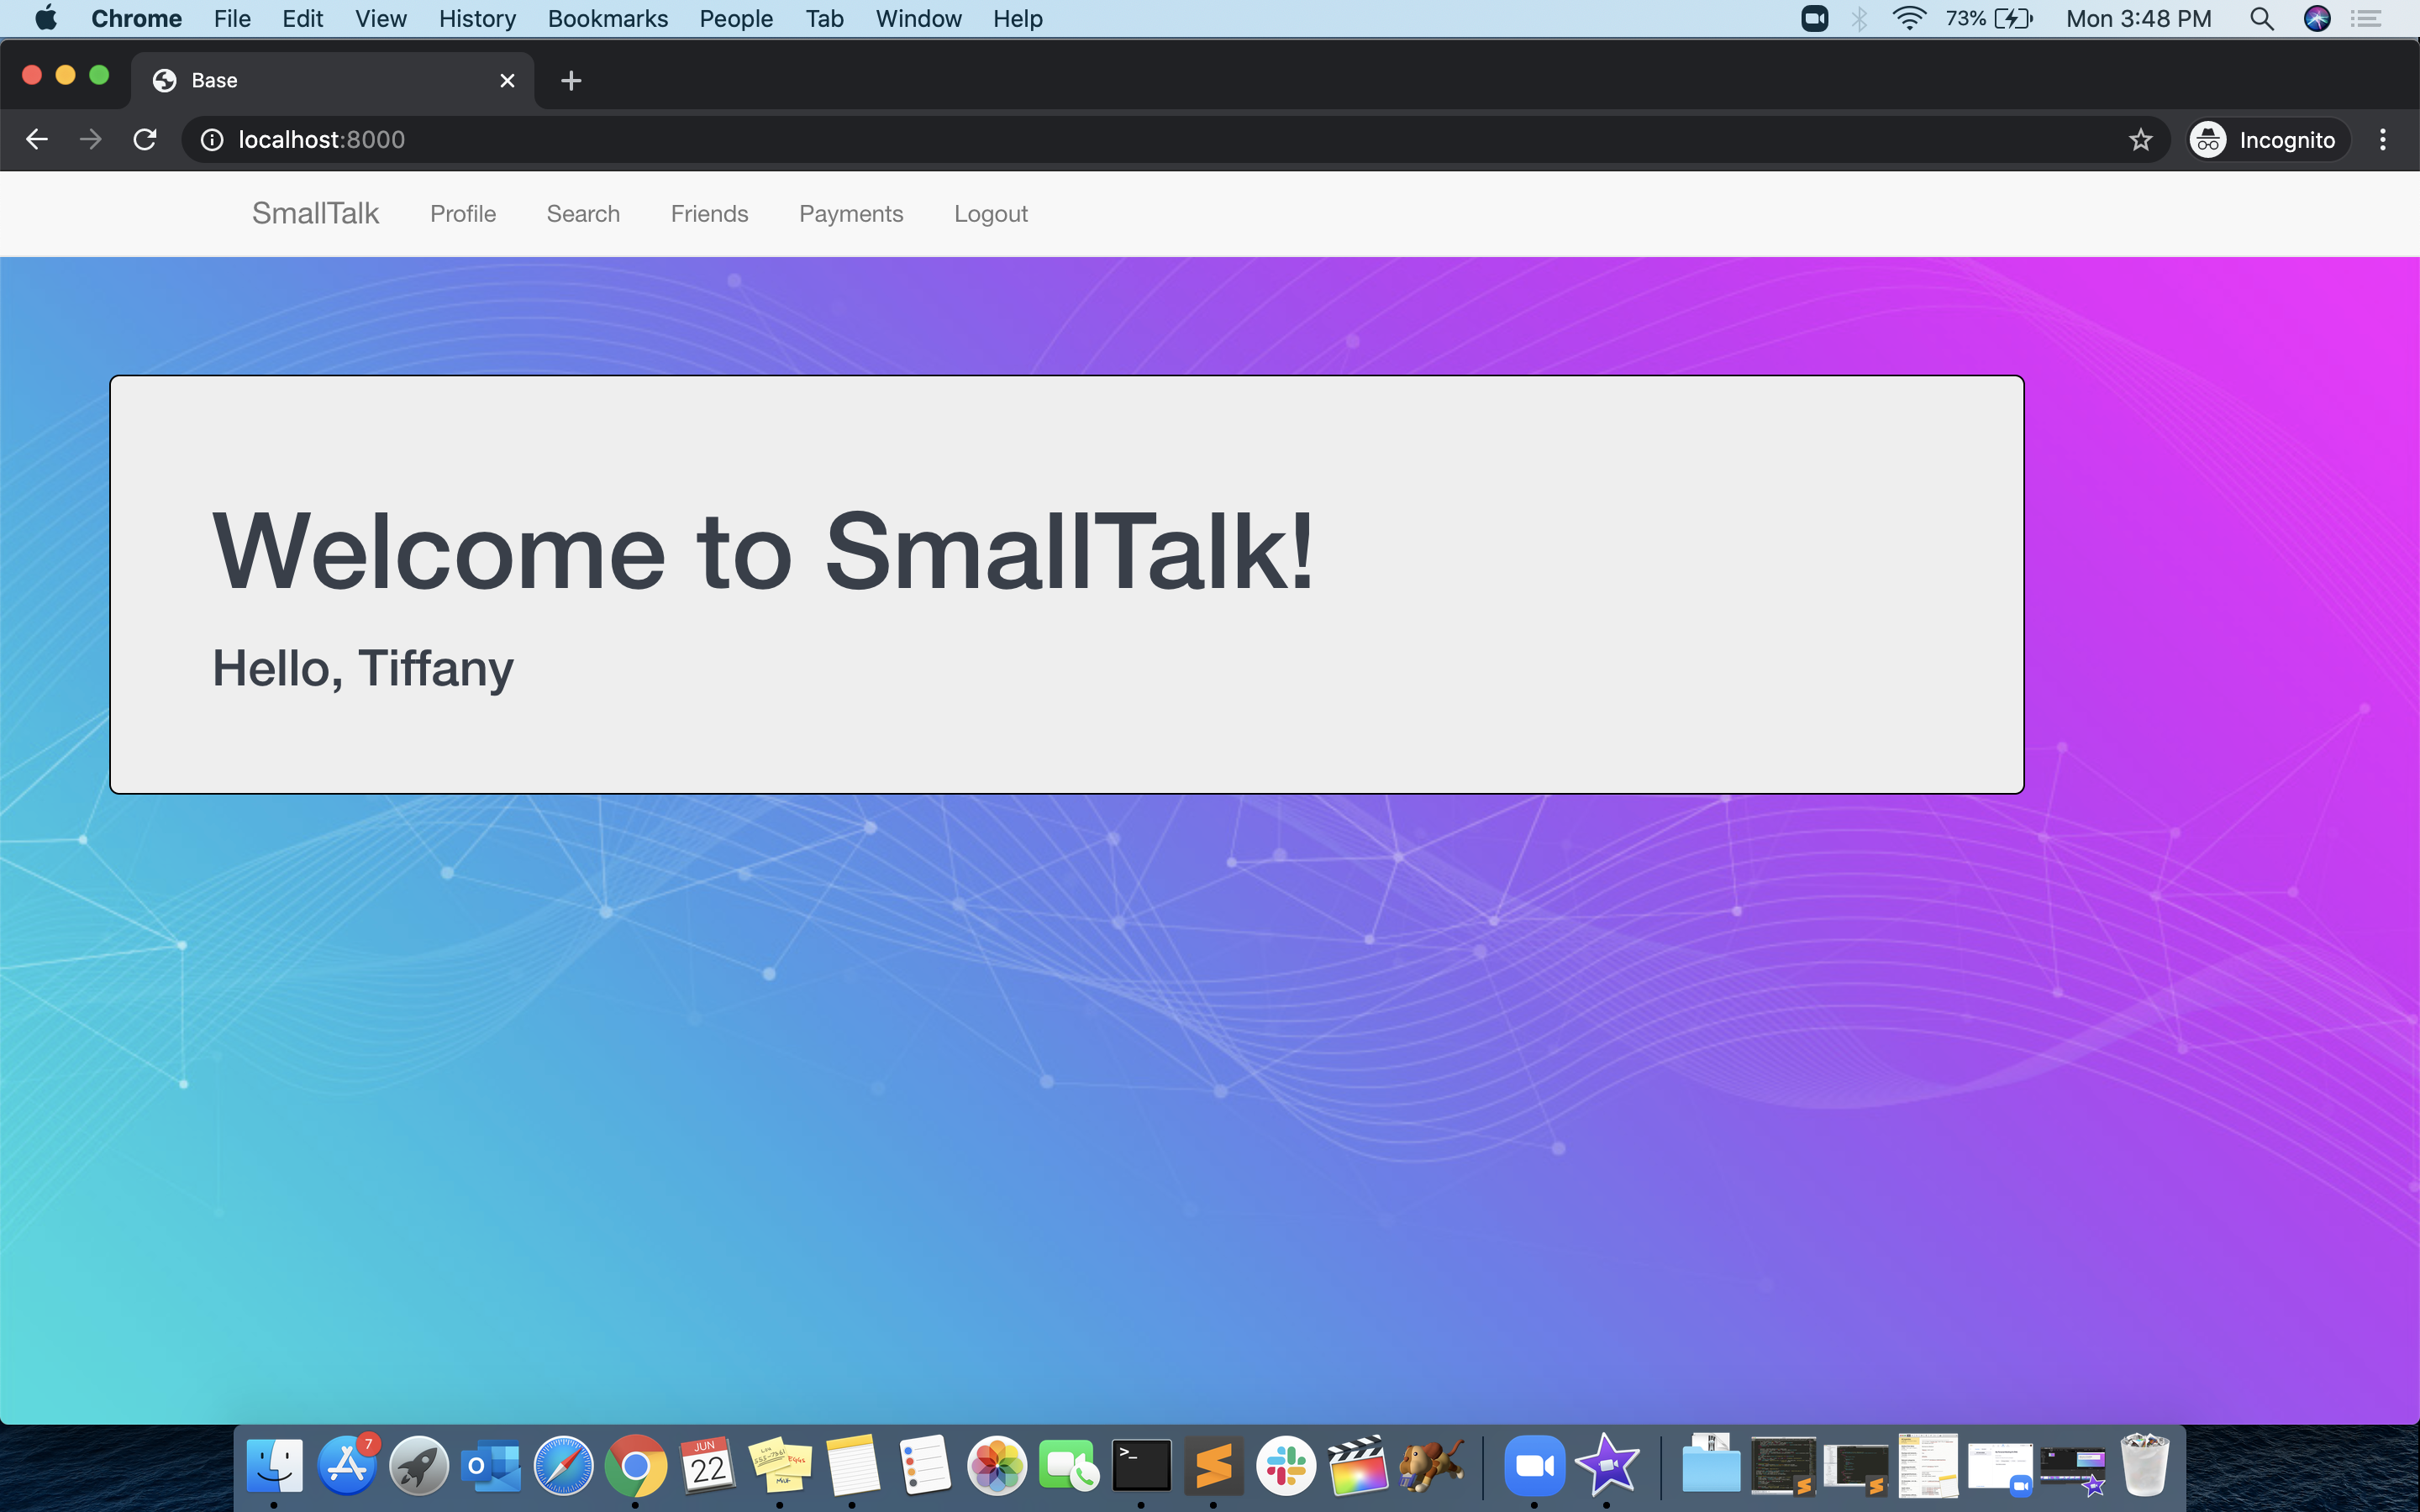 Chrome File Edit View History Bookmarks People Tab Window Help 73% Mon 3:48 PM
Base
localhost:8000 Incognito
SmallTalk Profile Search Friends Payments Logout
Welcome to SmallTalk!
Hello, Tiffany
7
JUN
22